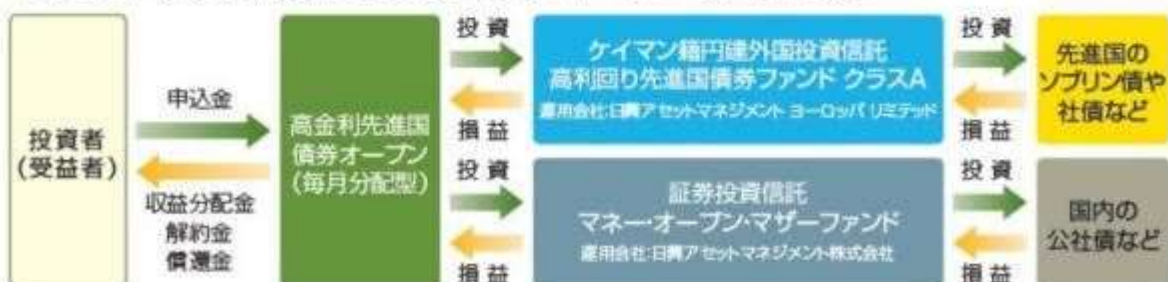 投資者
(受益者)
申込金
収益分配金
解約金
償還金
高金利先進国
債券オープン
(毎月分配型)
投資
損益
ケイマン籍円建外国投資信託
高利回り先進国債券ファンド クラスA
運用会社:日興アセットマネジメント ヨーロッパ リミテッド
投資
損益
先進国の
ソブリン債や
社債など
投資
損益
証券投資信託
マネー・オープン・マザーファンド
運用会社:日興アセットマネジメント株式会社
投資
損益
国内の
公社債など